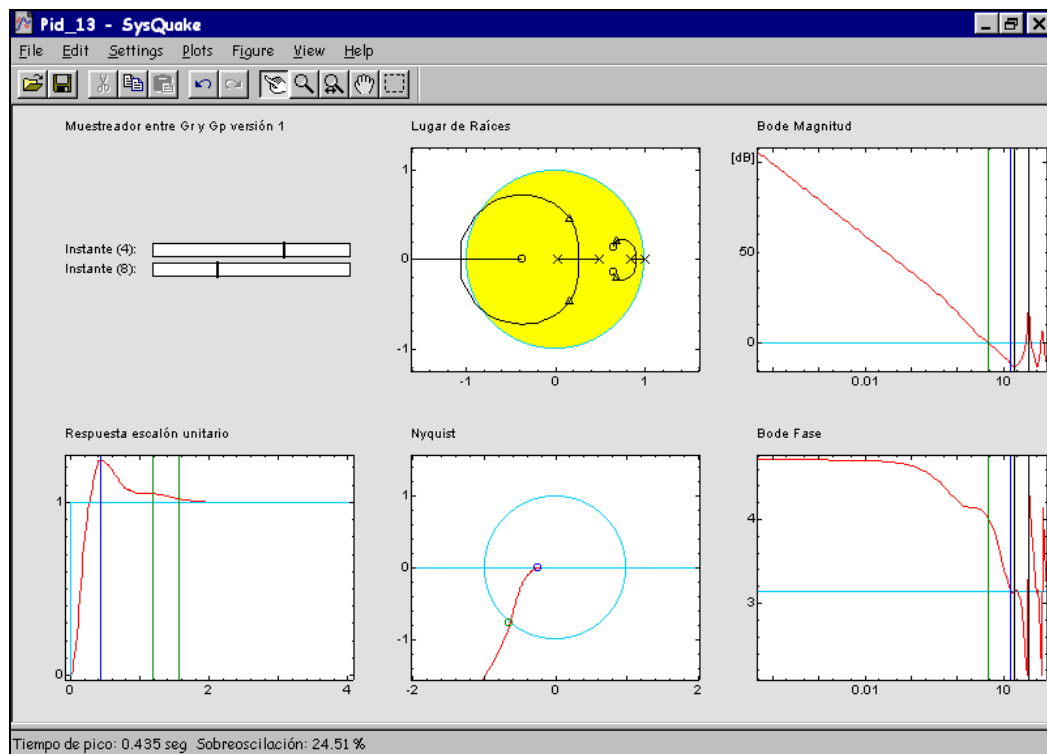 Pid_13 - SysQuake
File Edit Settings Plots Figure View Help
Muestreador entre Gr y Gp versión 1
Instante (4):
Instante (8):
Lugar de Raíces
1
0
-1
-1 0 1
Bode Magnitud
[dB]
50
0
0.01 10
Respuesta escalón unitario
1
0
0 2 4
Nyquist
1
0
-1
-2 0 2
Bode Fase
4
3
0.01 10
Tiempo de pico: 0.435 seg Sobreoscilación: 24.51 %